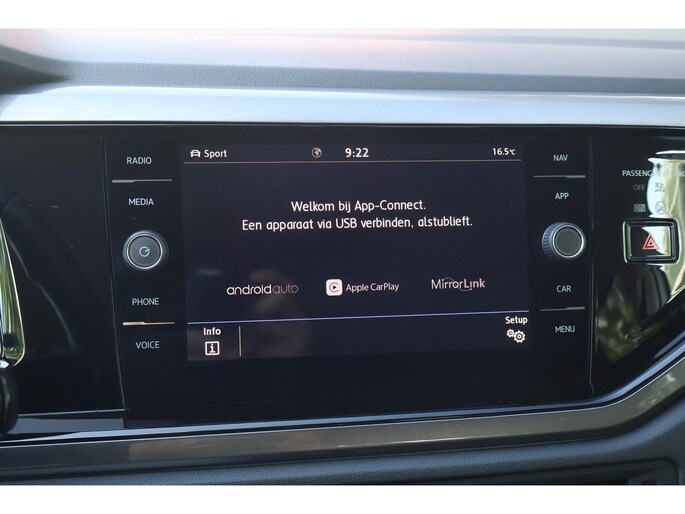 RADIO
MEDIA
PHONE
VOICE
Sport
9:22
16.5°C
Welkom bij App-Connect.
Een apparaat via USB verbinden, alstublieft.
androidauto
Apple CarPlay
MirrorLink
Info
Setup
NAV
APP
CAR
MENU
PASSENG
OFF